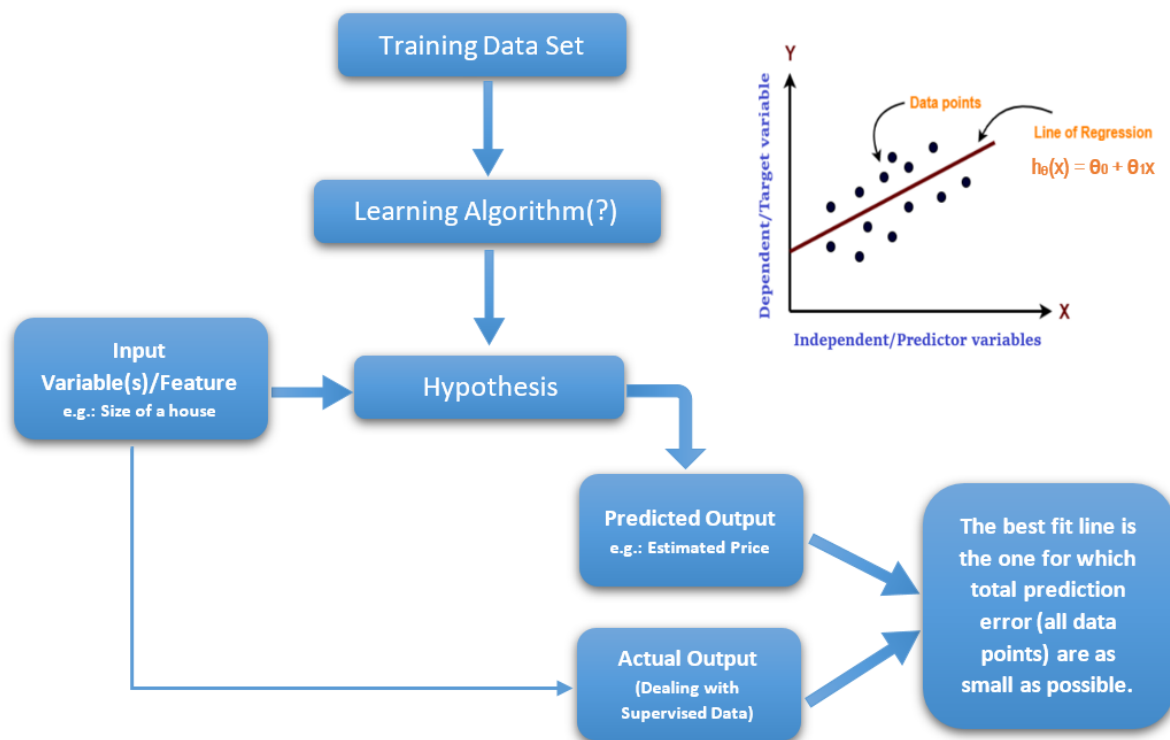 Training Data Set
Learning Algorithm(?)
Input
Variable(s)/Feature
e.g.: Size of a house
Hypothesis
Predicted Output
e.g.: Estimated Price
Actual Output
(Dealing with
Supervised Data)
The best fit line is
the one for which
total prediction
error (all data
points) are as
small as possible.
Y
Dependent/Target variable
Data points
Line of Regression
hθ(x) = θ0 + θ1x
X
Independent/Predictor variables